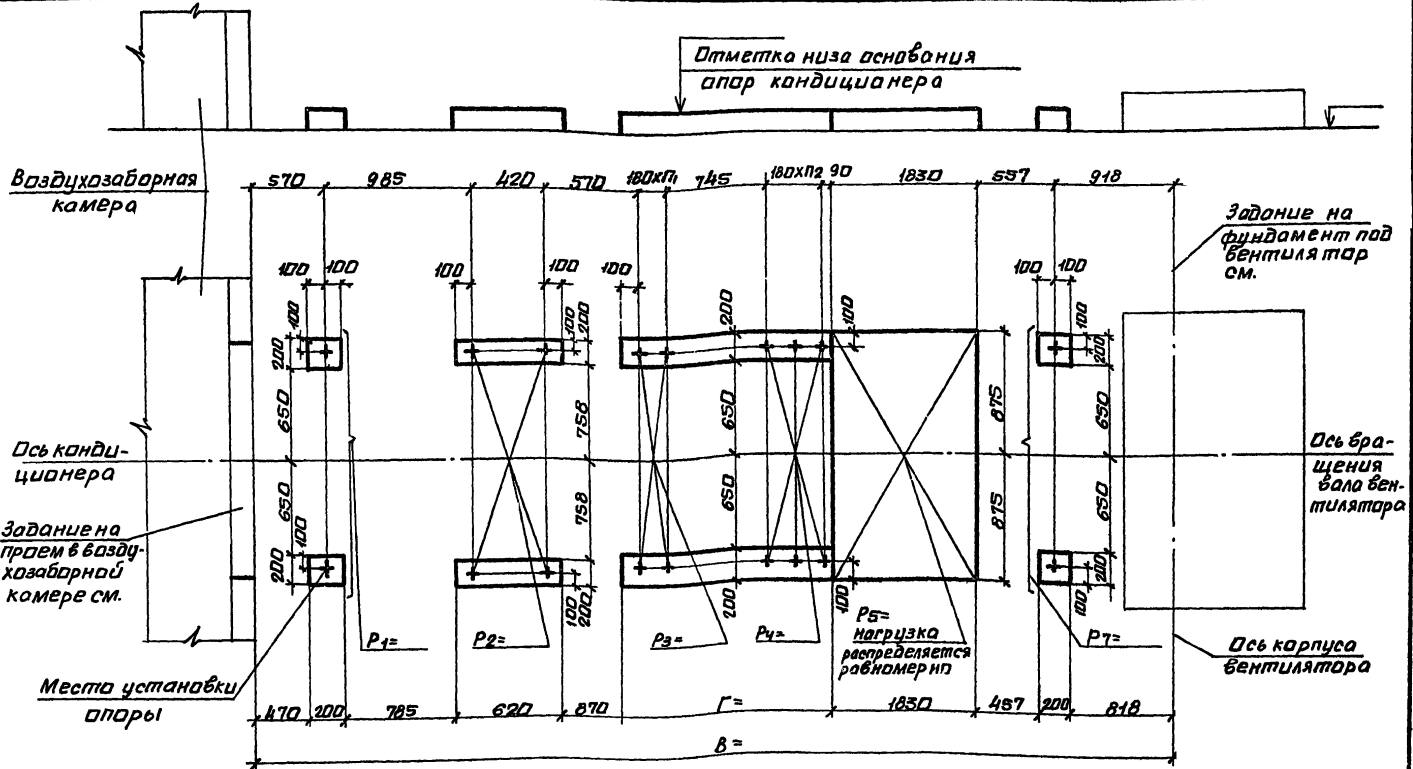 Отметка низа основания
опор кондиционера
Воздухозаборная
камера
570 985 420 570 180хп1 745 180хп2 90 1830 557 918
Задание на
фундамент под
вентилятор
см.
100 100 100 100 100 100 100
100 200 100 200 200 100 100 200
650 758 650 875 650
Ось конди-
ционера
Ось вра-
щения
вала вен-
тилятора
650 758 650 875 650
Задание на
проем в возду-
хозаборной
камере см.
100 200 100 200 200 100 200 100
P1=
P2=
P3=
P4=
P5=
нагрузка
распределяется
равномерно
P7=
Ось корпуса
вентилятора
Место установки
опоры
470 200 785 620 870 Г= 1830 457 200 818
В=